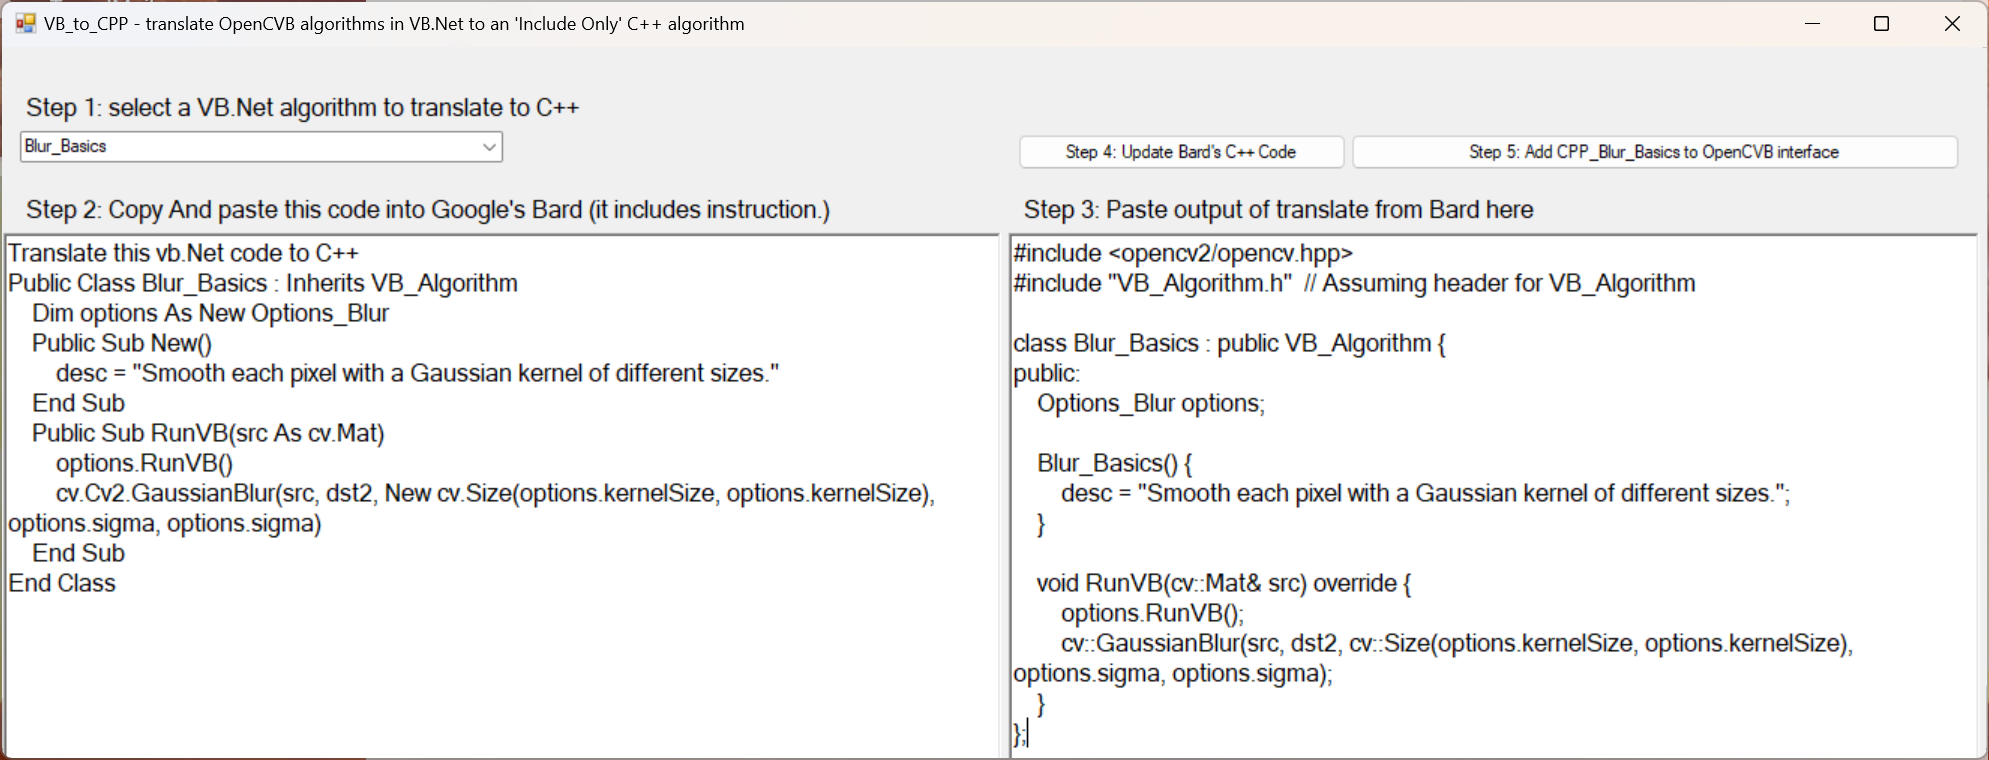 VB_to_CPP - translate OpenCVB algorithms in VB.Net to an 'Include Only' C++ algorithm
Step 1: select a VB.Net algorithm to translate to C++
Blur_Basics
Step 4: Update Bard's C++ Code
Step 5: Add CPP_Blur_Basics to OpenCVB interface
Step 2: Copy And paste this code into Google's Bard (it includes instruction.)
Translate this vb.Net code to C++
Public Class Blur_Basics : Inherits VB_Algorithm
    Dim options As New Options_Blur
    Public Sub New()
        desc = "Smooth each pixel with a Gaussian kernel of different sizes."
    End Sub
    Public Sub RunVB(src As cv.Mat)
        options.RunVB()
        cv.Cv2.GaussianBlur(src, dst2, New cv.Size(options.kernelSize, options.kernelSize),
options.sigma, options.sigma)
    End Sub
End Class
Step 3: Paste output of translate from Bard here
#include <opencv2/opencv.hpp>
#include "VB_Algorithm.h"  // Assuming header for VB_Algorithm
class Blur_Basics : public VB_Algorithm {
public:
    Options_Blur options;
    Blur_Basics() {
        desc = "Smooth each pixel with a Gaussian kernel of different sizes.";
    }
    void RunVB(cv::Mat& src) override {
        options.RunVB();
        cv::GaussianBlur(src, dst2, cv::Size(options.kernelSize, options.kernelSize),
options.sigma, options.sigma);
    }
};